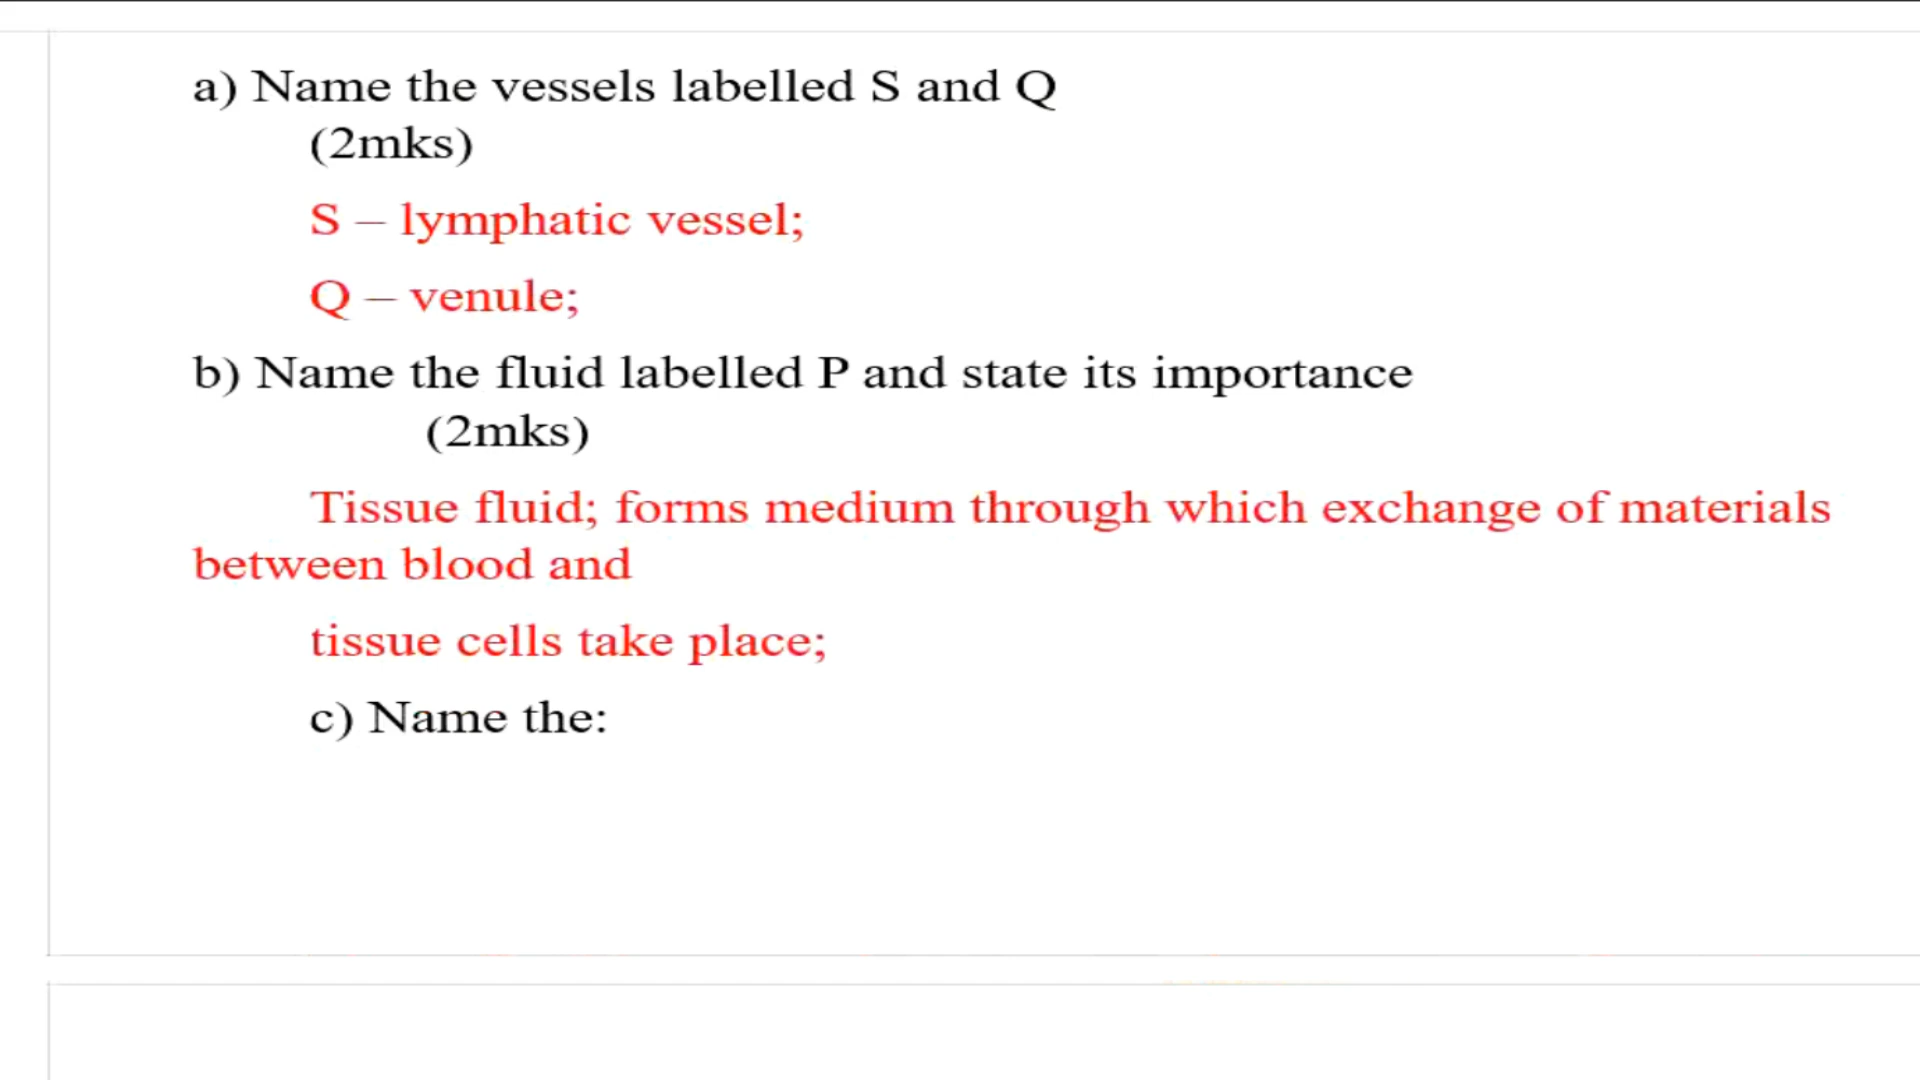 a) Name the vessels labelled S and Q
(2mks)
S – lymphatic vessel;
Q – venule;
b) Name the fluid labelled P and state its importance
(2mks)
Tissue fluid; forms medium through which exchange of materials
between blood and
tissue cells take place;
c) Name the: